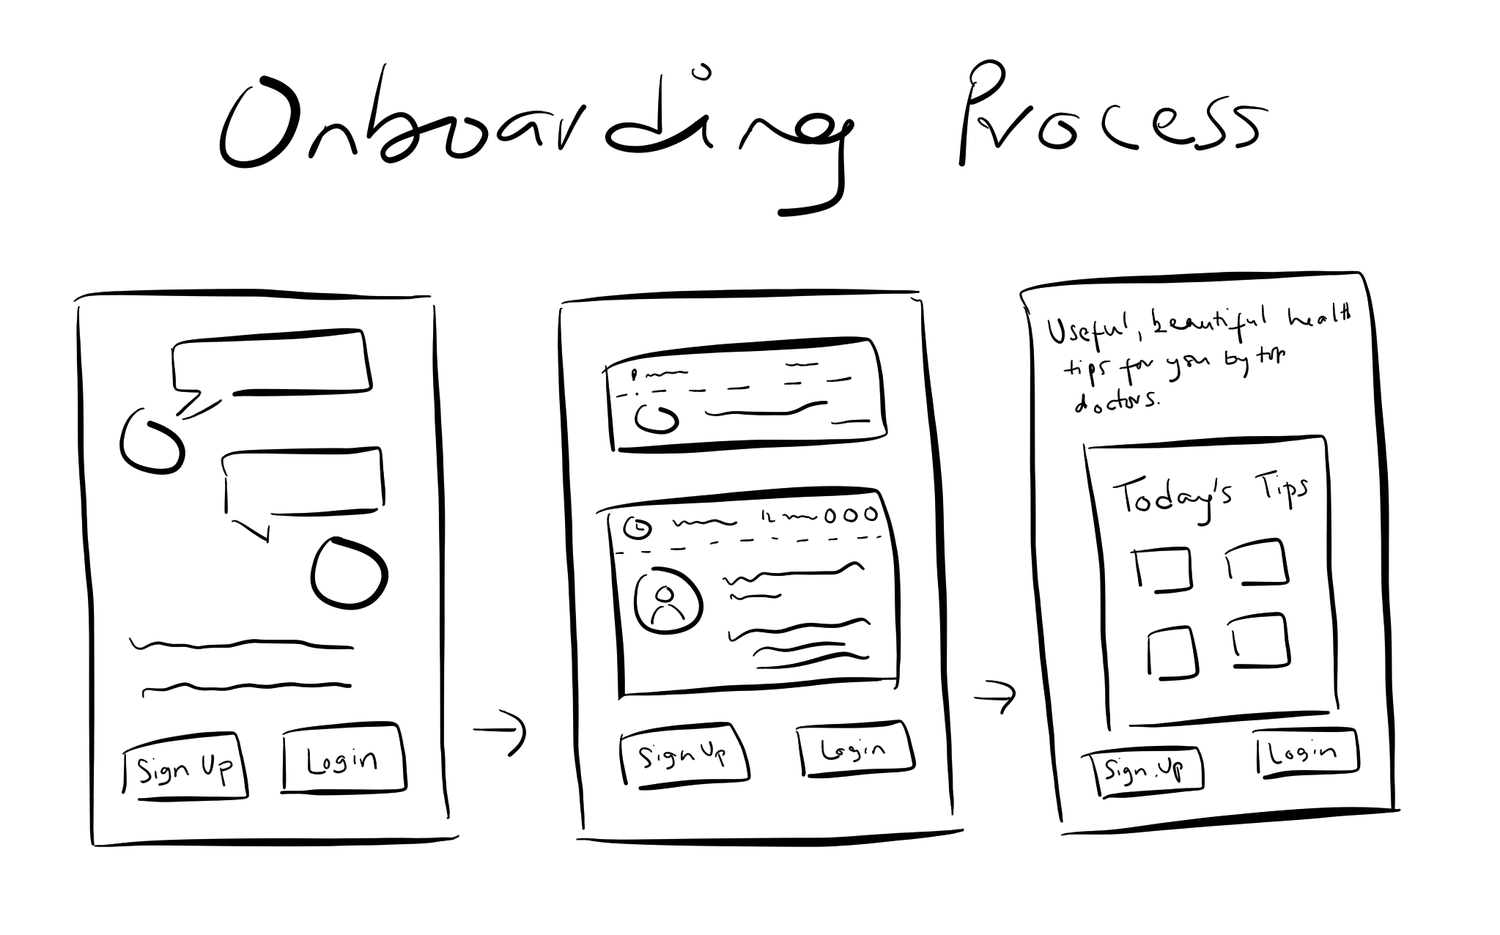 Onboarding Process
Sign Up
Login
Sign Up
Login
Useful, beautiful health
tips for you by top
doctors.
Today's Tips
Sign Up
Login